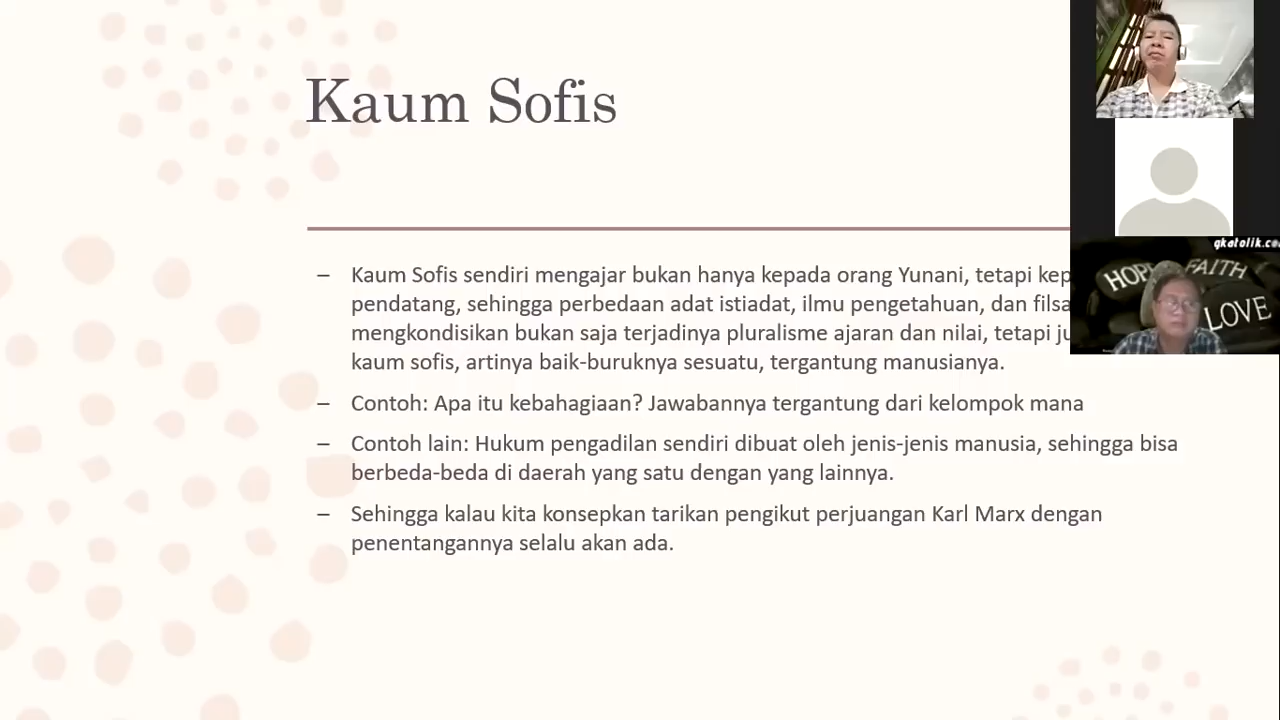 Kaum Sofis
– Kaum Sofis sendiri mengajar bukan hanya kepada orang Yunani, tetapi
pendatang, sehingga perbedaan adat istiadat, ilmu pengetahuan, dan
mengkondisikan bukan saja terjadinya pluralisme ajaran dan nilai, tetapi
kaum sofis, artinya baik-buruknya sesuatu, tergantung manusianya.
– Contoh: Apa itu kebahagiaan? Jawabannya tergantung dari kelompok mana
– Contoh lain: Hukum pengadilan sendiri dibuat oleh jenis-jenis manusia, sehingga bisa
berbeda-beda di daerah yang satu dengan yang lainnya.
– Sehingga kalau kita konsepkan tarikan pengikut perjuangan Karl Marx dengan
penentangannya selalu akan ada.
HOPE FAITH
LOVE